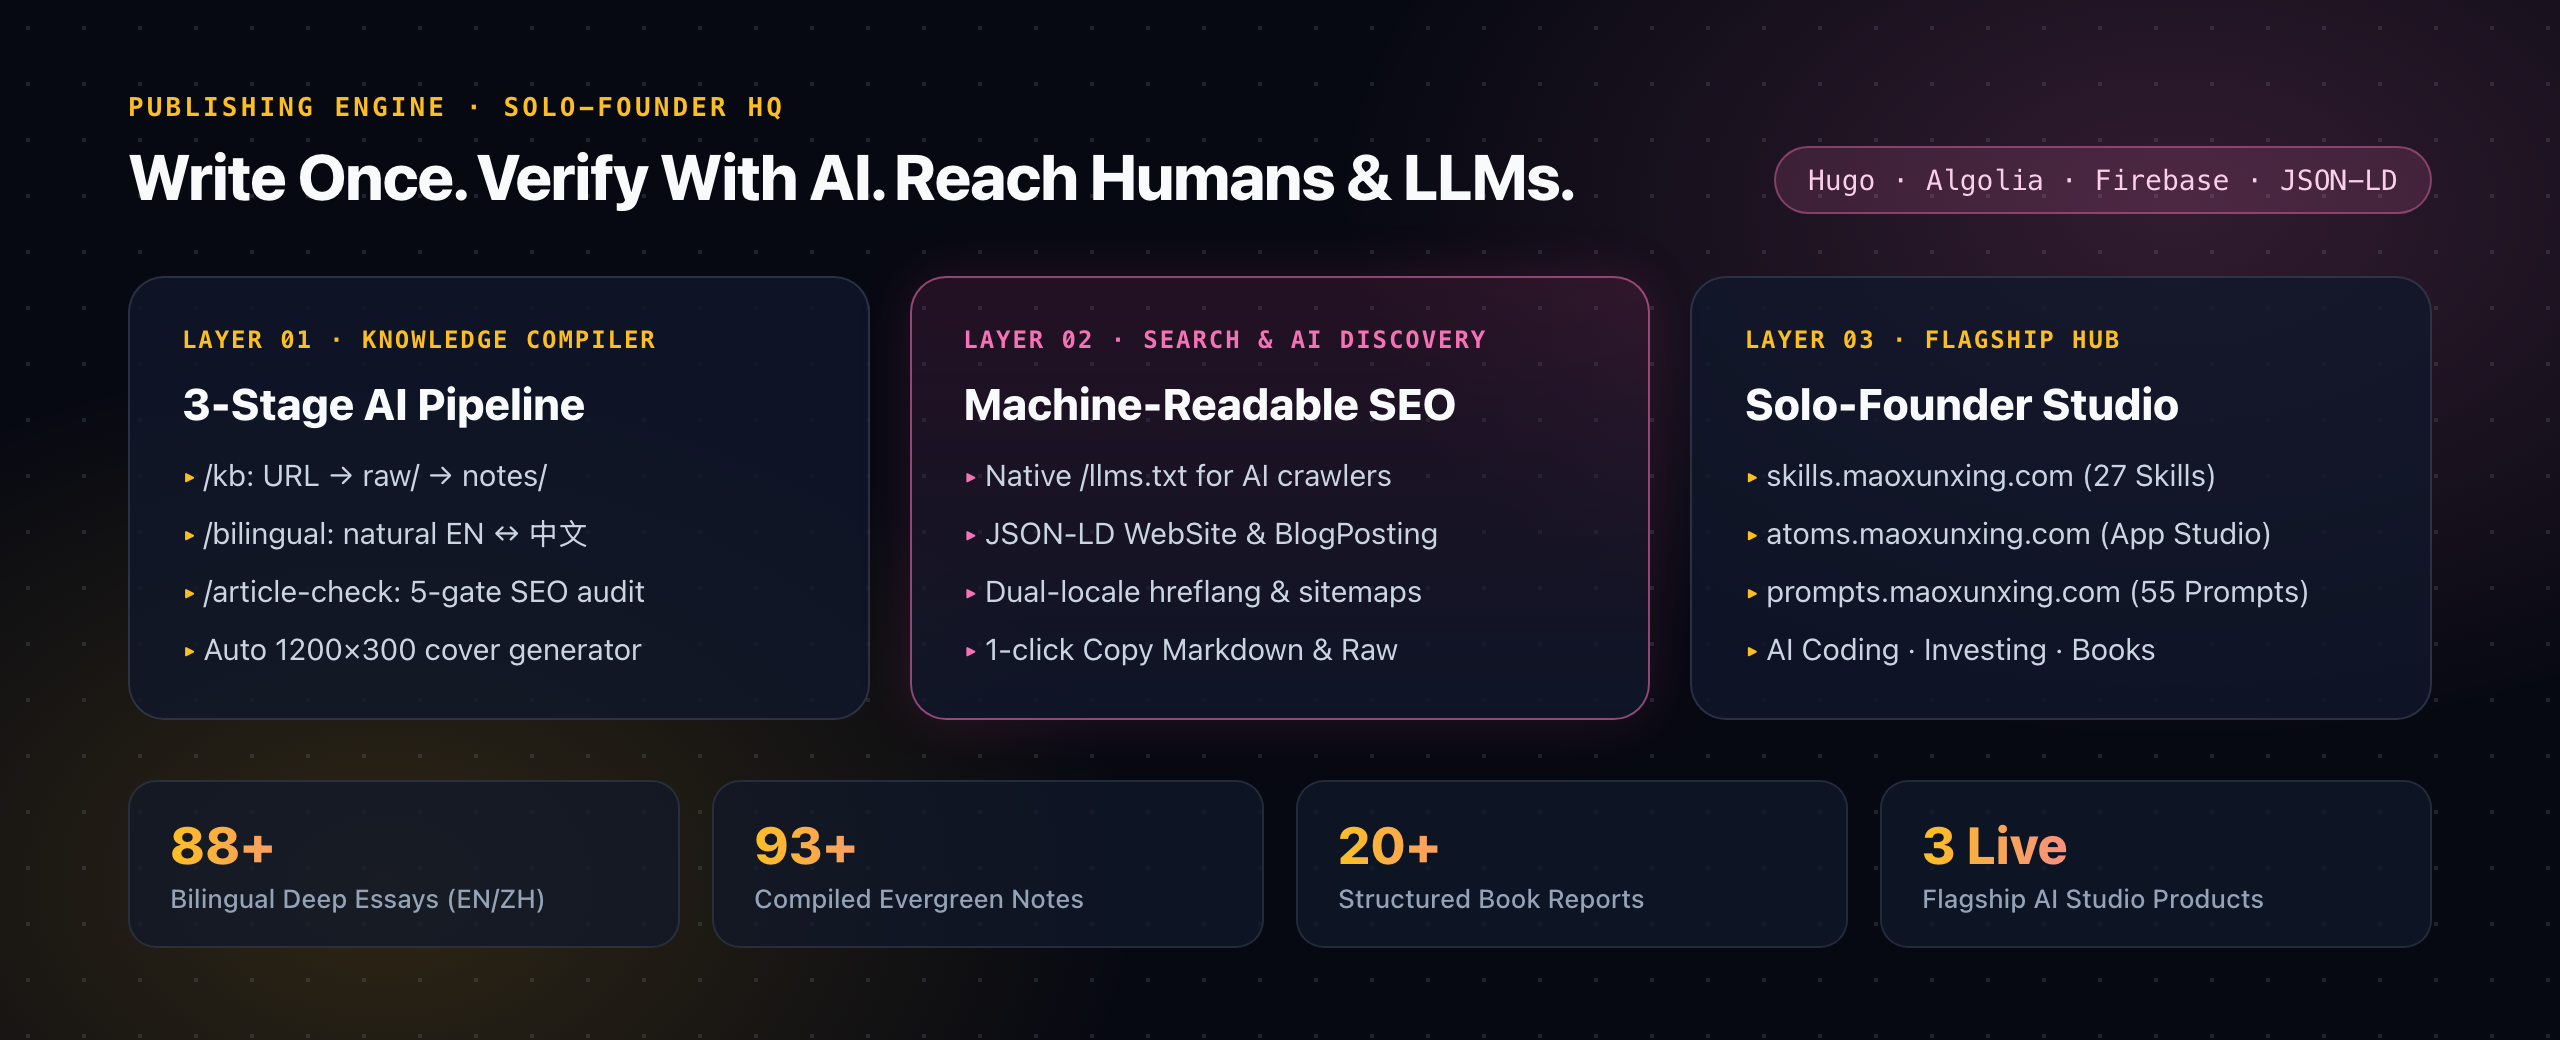 PUBLISHING ENGINE · SOLO–FOUNDER HQ
Write Once. Verify With AI. Reach Humans & LLMs.
Hugo · Algolia · Firebase · JSON–LD
LAYER 01 · KNOWLEDGE COMPILER
3-Stage AI Pipeline
▸ /kb: URL → raw/ → notes/
▸ /bilingual: natural EN ↔ 中文
▸ /article-check: 5-gate SEO audit
▸ Auto 1200×300 cover generator
LAYER 02 · SEARCH & AI DISCOVERY
Machine-Readable SEO
▸ Native /llms.txt for AI crawlers
▸ JSON-LD WebSite & BlogPosting
▸ Dual-locale hreflang & sitemaps
▸ 1-click Copy Markdown & Raw
LAYER 03 · FLAGSHIP HUB
Solo-Founder Studio
▸ skills.maoxunxing.com (27 Skills)
▸ atoms.maoxunxing.com (App Studio)
▸ prompts.maoxunxing.com (55 Prompts)
▸ AI Coding · Investing · Books
88+
Bilingual Deep Essays (EN/ZH)
93+
Compiled Evergreen Notes
20+
Structured Book Reports
3 Live
Flagship AI Studio Products